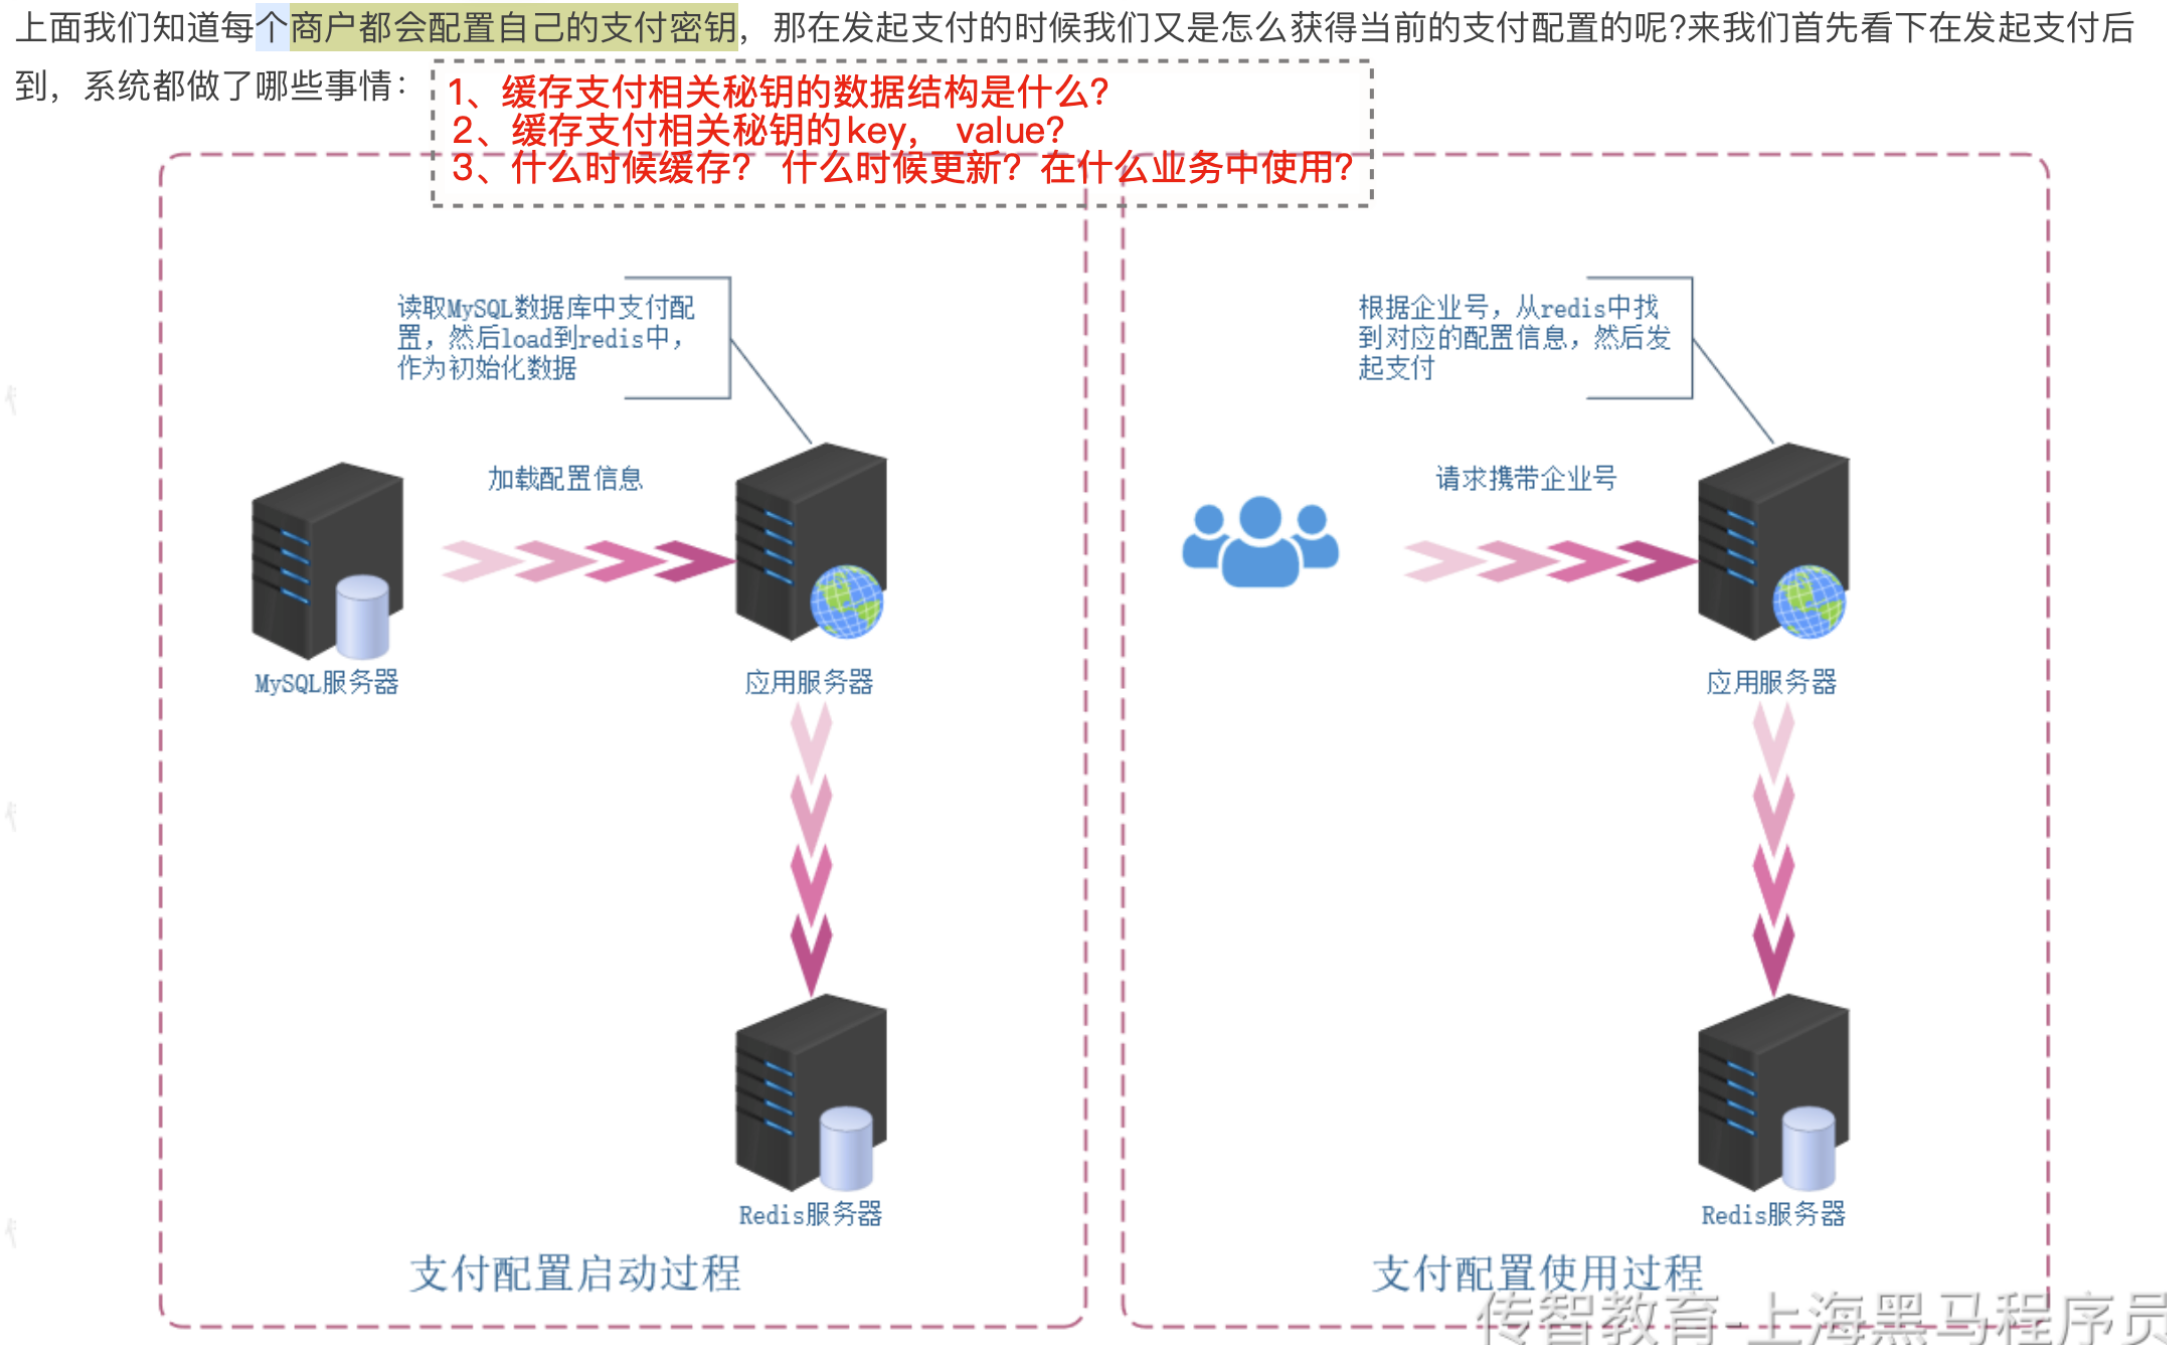 上面我们知道每个商户都会配置自己的支付密钥，那在发起支付的时候我们又是怎么获得当前的支付配置的呢?来我们首先看下在发起支付后
到，系统都做了哪些事情：
1、缓存支付相关秘钥的数据结构是什么?
2、缓存支付相关秘钥的key， value?
3、什么时候缓存? 什么时候更新? 在什么业务中使用?
读取MySQL数据库中支付配
置，然后load到redis中，
作为初始化数据
加载配置信息
MySQL服务器
应用服务器
Redis服务器
支付配置启动过程
根据企业号，从redis中找
到对应的配置信息，然后发
起支付
请求携带企业号
应用服务器
Redis服务器
支付配置使用过程
传智教育-上海黑马程序员